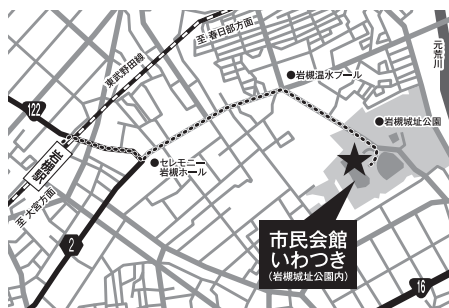 至・春日部方面
元荒川
東武野田線
●岩槻温水プール
122
●岩槻城址公園
岩槻駅
●セレモニー
岩槻ホール
至・大宮方面
2
市民会館
いわつき
(岩槻城址公園内)
16